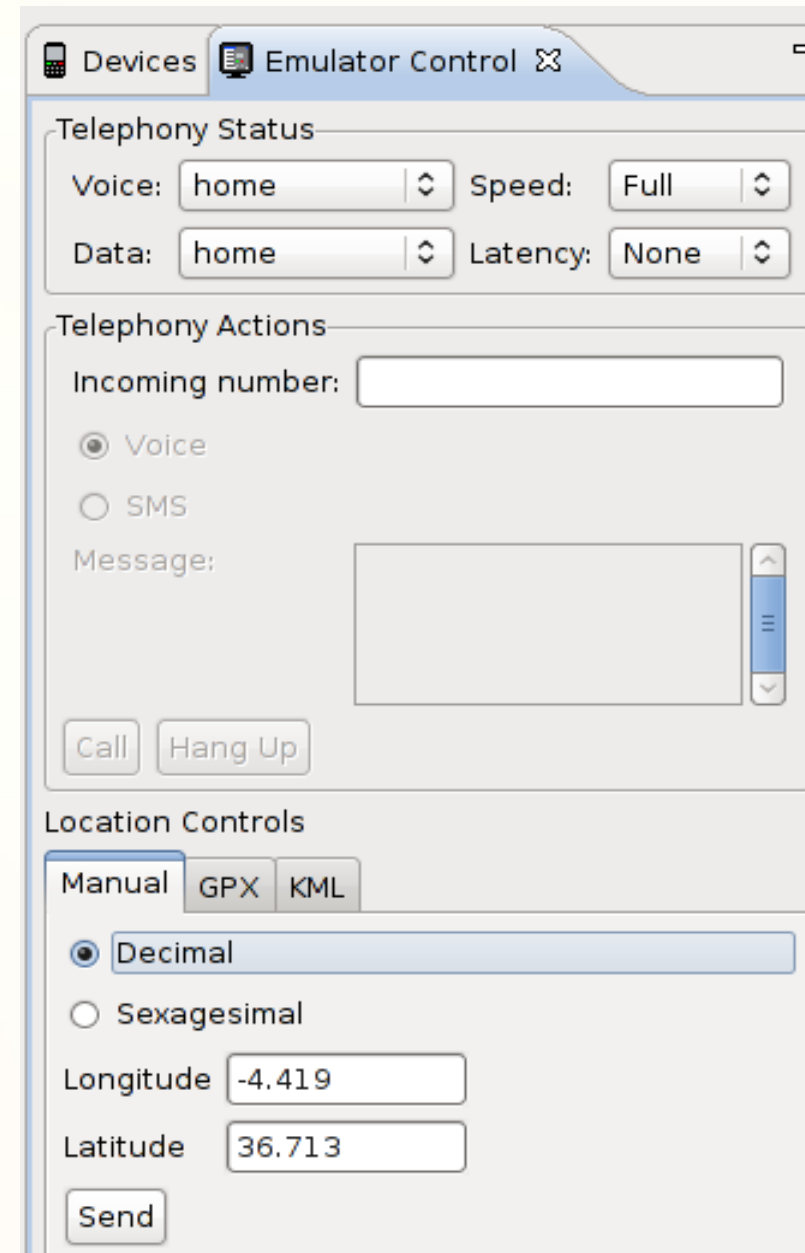 Devices Emulator Control
Telephony Status
Voice: home Speed: Full
Data: home Latency: None
Telephony Actions
Incoming number:
Voice
SMS
Message:
Call Hang Up
Location Controls
Manual GPX KML
Decimal
Sexagesimal
Longitude -4.419
Latitude 36.713
Send